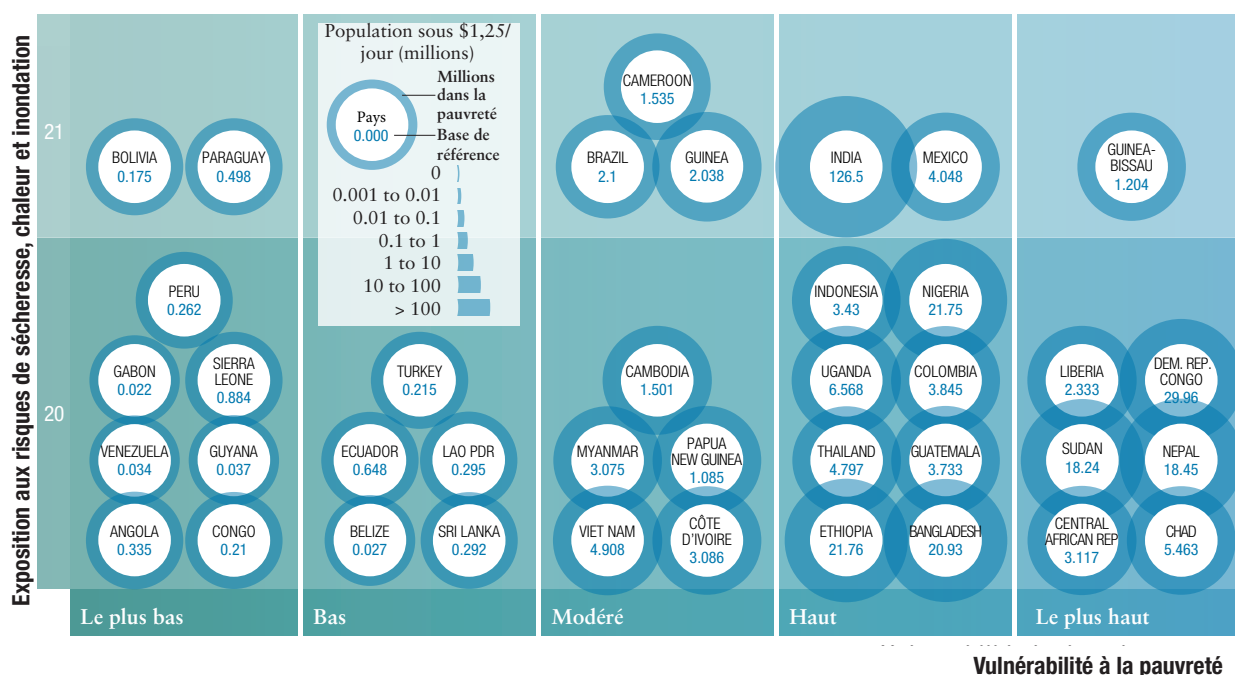 Exposition aux risques de sécheresse, chaleur et inondation
21
20
BOLIVIA
0.175
PARAGUAY
0.498
PERU
0.262
GABON
0.022
SIERRA
LEONE
0.884
VENEZUELA
0.034
GUYANA
0.037
ANGOLA
0.335
CONGO
0.21
Le plus bas
Population sous $1,25/
jour (millions)
Pays
0.000
Millions
dans la
pauvreté
Base de
référence
0
0.001 to 0.01
0.01 to 0.1
0.1 to 1
1 to 10
10 to 100
> 100
TURKEY
0.215
ECUADOR
0.648
LAO PDR
0.295
BELIZE
0.027
SRI LANKA
0.292
Bas
CAMEROON
1.535
BRAZIL
2.1
GUINEA
2.038
CAMBODIA
1.501
MYANMAR
3.075
PAPUA
NEW GUINEA
1.085
VIET NAM
4.908
CÔTE
D'IVOIRE
3.086
Modéré
INDIA
126.5
MEXICO
4.048
INDONESIA
3.43
NIGERIA
21.75
UGANDA
6.568
COLOMBIA
3.845
THAILAND
4.797
GUATEMALA
3.733
ETHIOPIA
21.76
BANGLADESH
20.93
Haut
GUINEA-
BISSAU
1.204
LIBERIA
2.333
DEM. REP.
CONGO
29.96
SUDAN
18.24
NEPAL
18.45
CENTRAL
AFRICAN REP
3.117
CHAD
5.463
Le plus haut
Vulnérabilité à la pauvreté